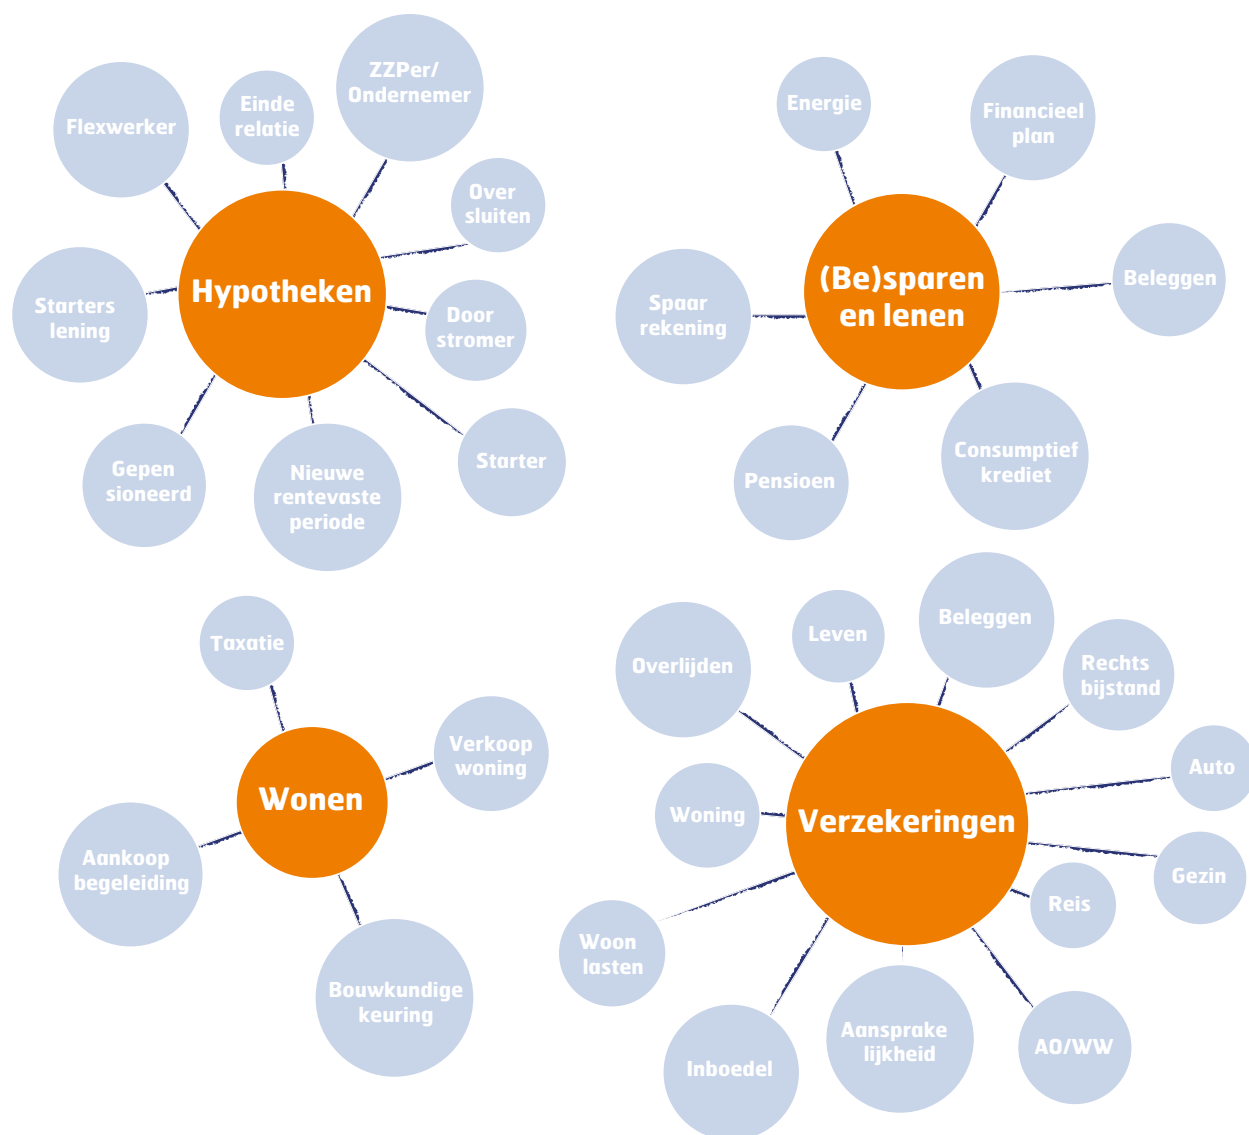 ZZPer/
Ondernemer
Einde
relatie
Flexwerker
Over
sluiten
Hypotheken
Starters
lening
Door
stromer
Gepen
sioneerd
Nieuwe
rentevaste
periode
Starter
Energie
Financieel
plan
(Be)sparen
en lenen
Beleggen
Spaar
rekening
Pensioen
Consumptief
krediet
Taxatie
Verkoop
woning
Wonen
Aankoop
begeleiding
Bouwkundige
keuring
Leven
Beleggen
Overlijden
Rechts
bijstand
Auto
Woning
Verzekeringen
Gezin
Reis
Woon
lasten
Inboedel
Aansprake
lijkheid
AO/WW